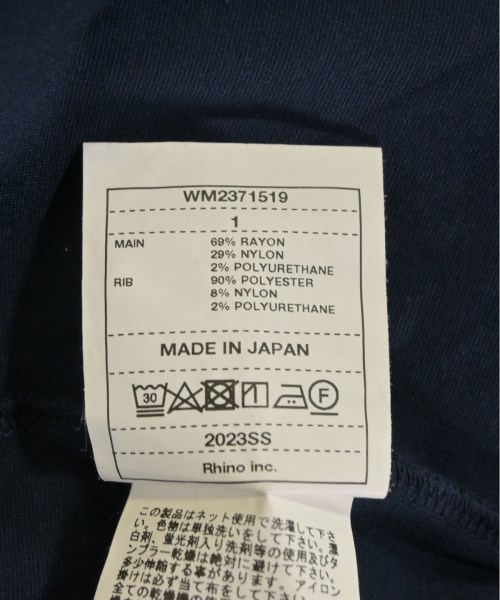 WM2371519
1
MAIN 69% RAYON
29% NYLON
2% POLYURETHANE
RIB 90% POLYESTER
8% NYLON
2% POLYURETHANE
MADE IN JAPAN
30 F
2023SS
Rhino inc.
この製品はネット使用で洗濯して下さ
い。色物は単独洗いをして下さい。漂
白剤、蛍光剤入り洗剤等の使用及びタ
ンブラー乾燥は絶対に避けて下さい。
多少伸縮する事があります。アイロン
掛けは必ず当て布をして下さい。